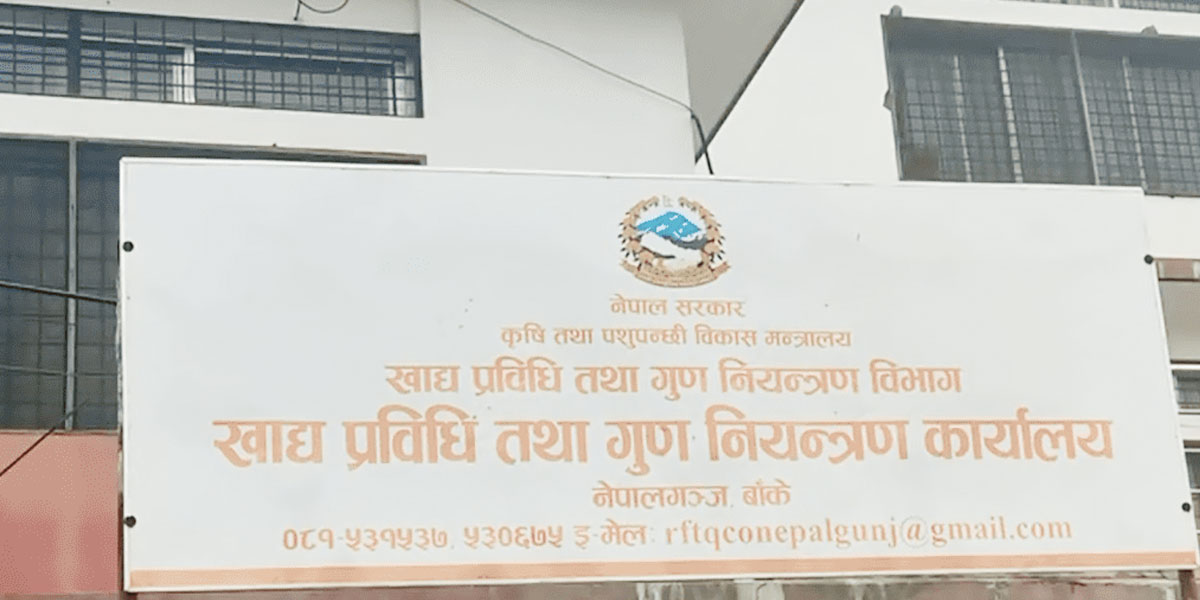 नेपाल सरकार
कृषि तथा पशुपन्छी विकास मन्त्रालय
खाद्य प्रविधि तथा गुण नियन्त्रण विभाग
खाद्य प्रविधि तथा गुण नियन्त्रण कार्यालय
नेपालगञ्ज, बाँके
०८१-५३१५३७, ५३०६७५ इ-मेल: rftqconepalgunj@gmail.com